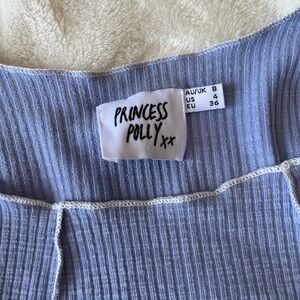 PRINCESS
POLLY xx
AU/UK 8
US 4
EU 36